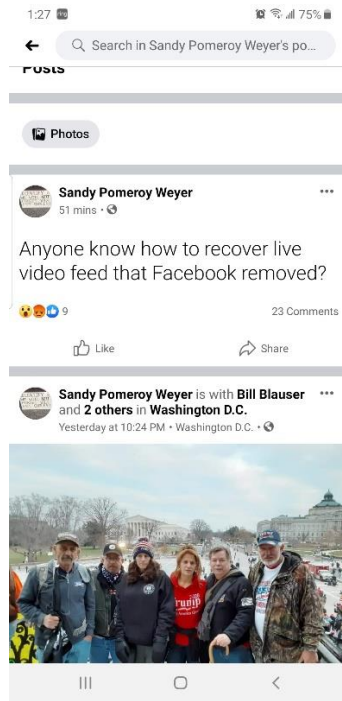 1:27 ring 75%
Search in Sandy Pomeroy Weyer's po...
Posts
Photos
Sandy Pomeroy Weyer
51 mins •
Anyone know how to recover live
video feed that Facebook removed?
9 23 Comments
Like Share
Sandy Pomeroy Weyer is with Bill Blauser
and 2 others in Washington D.C.
Yesterday at 10:24 PM • Washington D.C. •